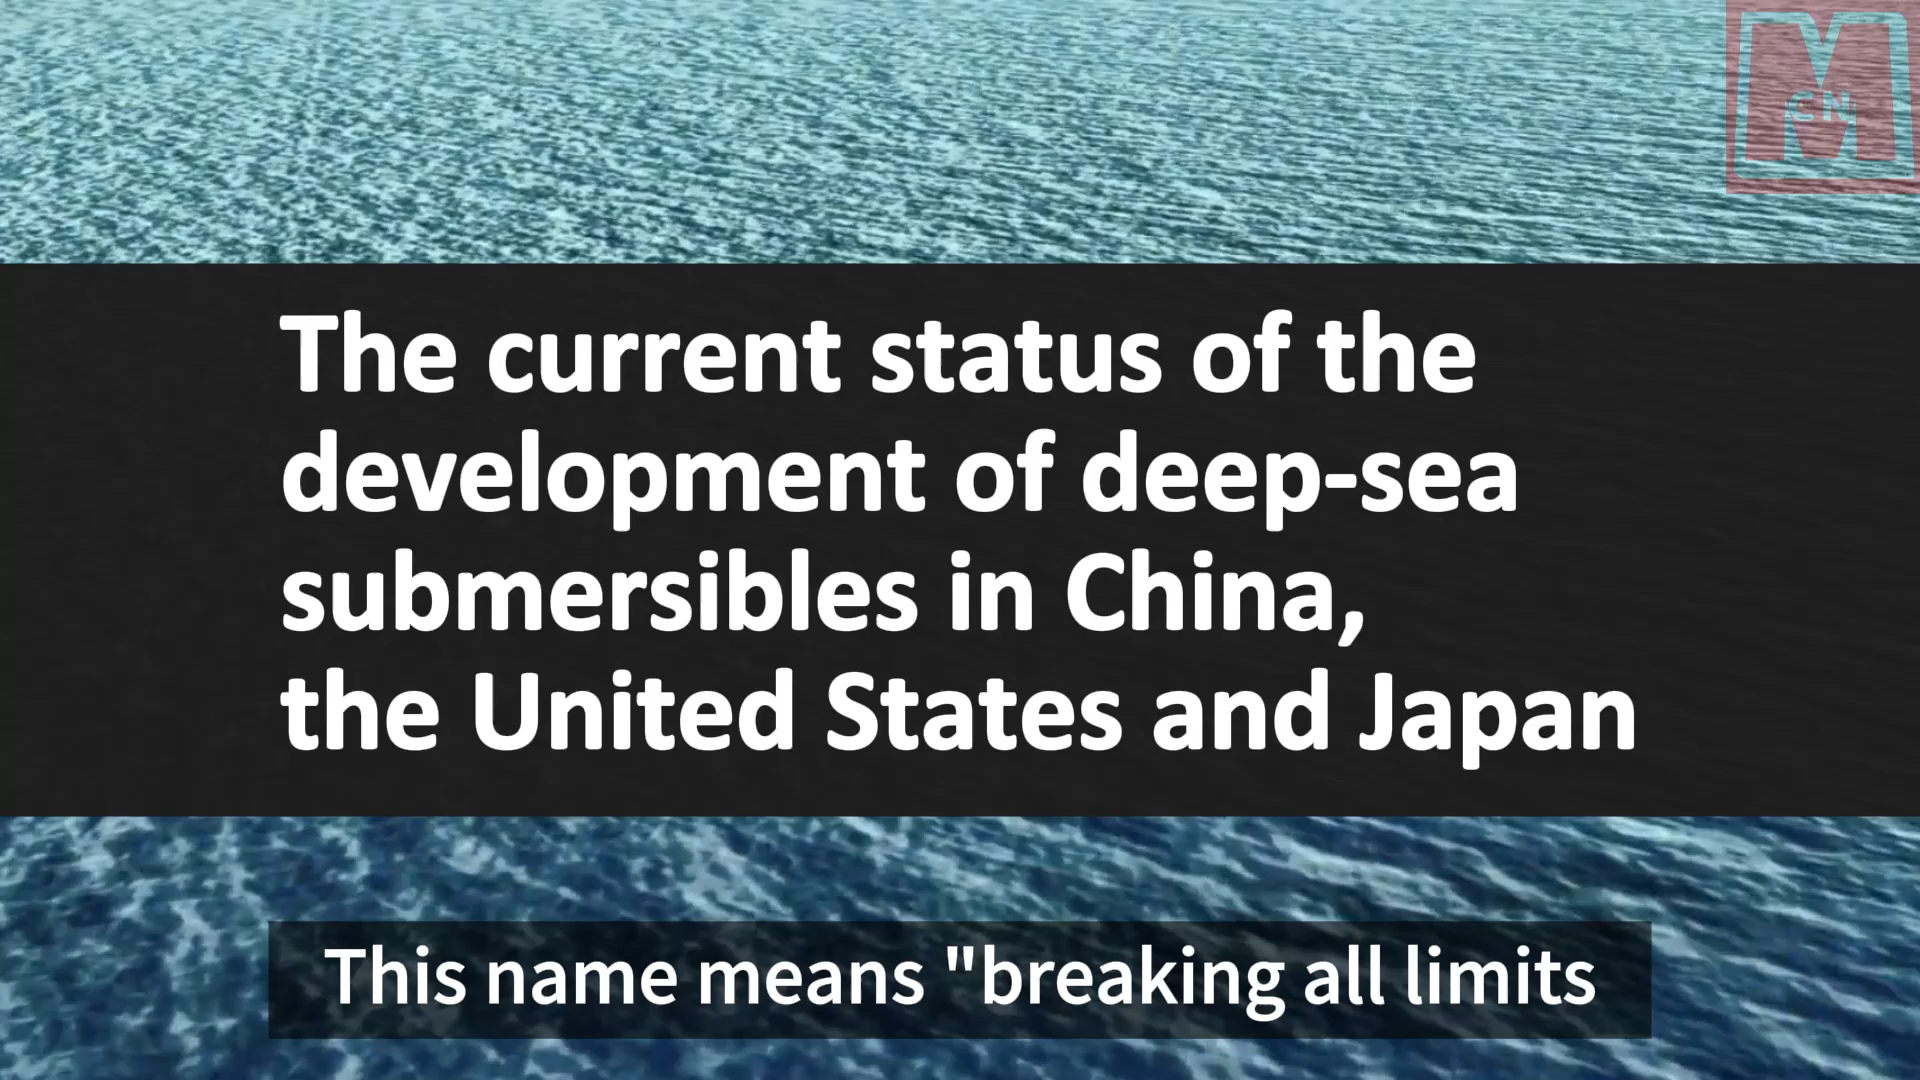 M
CN
The current status of the
development of deep-sea
submersibles in China,
the United States and Japan
This name means "breaking all limits